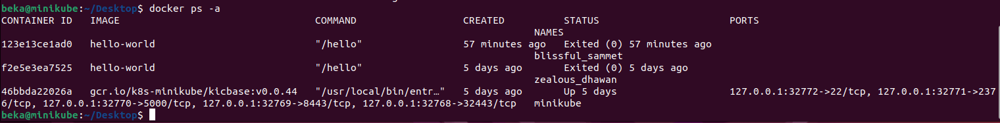 beka@minikube:~/Desktop$ docker ps -a
CONTAINER ID   IMAGE                                 COMMAND                  CREATED          STATUS                      PORTS
NAMES
123e13ce1ad0   hello-world                           "/hello"                 57 minutes ago   Exited (0) 57 minutes ago
blissful_sammet
f2e5e3ea7525   hello-world                           "/hello"                 5 days ago       Exited (0) 5 days ago
zealous_dhawan
46bbda22026a   gcr.io/k8s-minikube/kicbase:v0.0.44   "/usr/local/bin/entr…"   5 days ago       Up 5 days                   127.0.0.1:32772->22/tcp, 127.0.0.1:32771->237
6/tcp, 127.0.0.1:32770->5000/tcp, 127.0.0.1:32769->8443/tcp, 127.0.0.1:32768->32443/tcp   minikube
beka@minikube:~/Desktop$